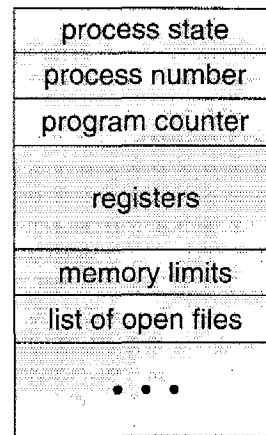 process state
process number
program counter
registers
memory limits
list of open files
• • •